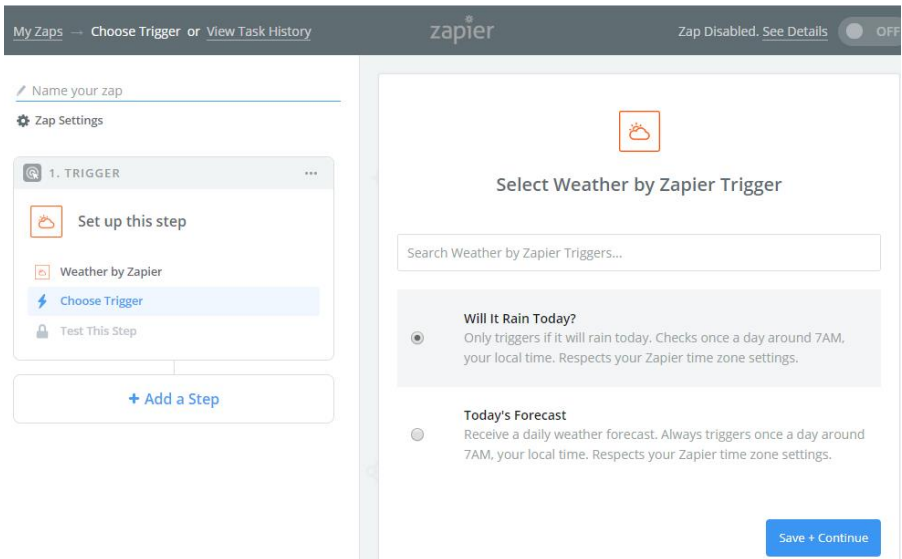 My Zaps → Choose Trigger or View Task History
zapier
Zap Disabled. See Details
OFF
Name your zap
Zap Settings
1. TRIGGER
Set up this step
Weather by Zapier
Choose Trigger
Test This Step
+ Add a Step
Select Weather by Zapier Trigger
Search Weather by Zapier Triggers...
Will It Rain Today?
Only triggers if it will rain today. Checks once a day around 7AM,
your local time. Respects your Zapier time zone settings.
Today's Forecast
Receive a daily weather forecast. Always triggers once a day around
7AM, your local time. Respects your Zapier time zone settings.
Save + Continue